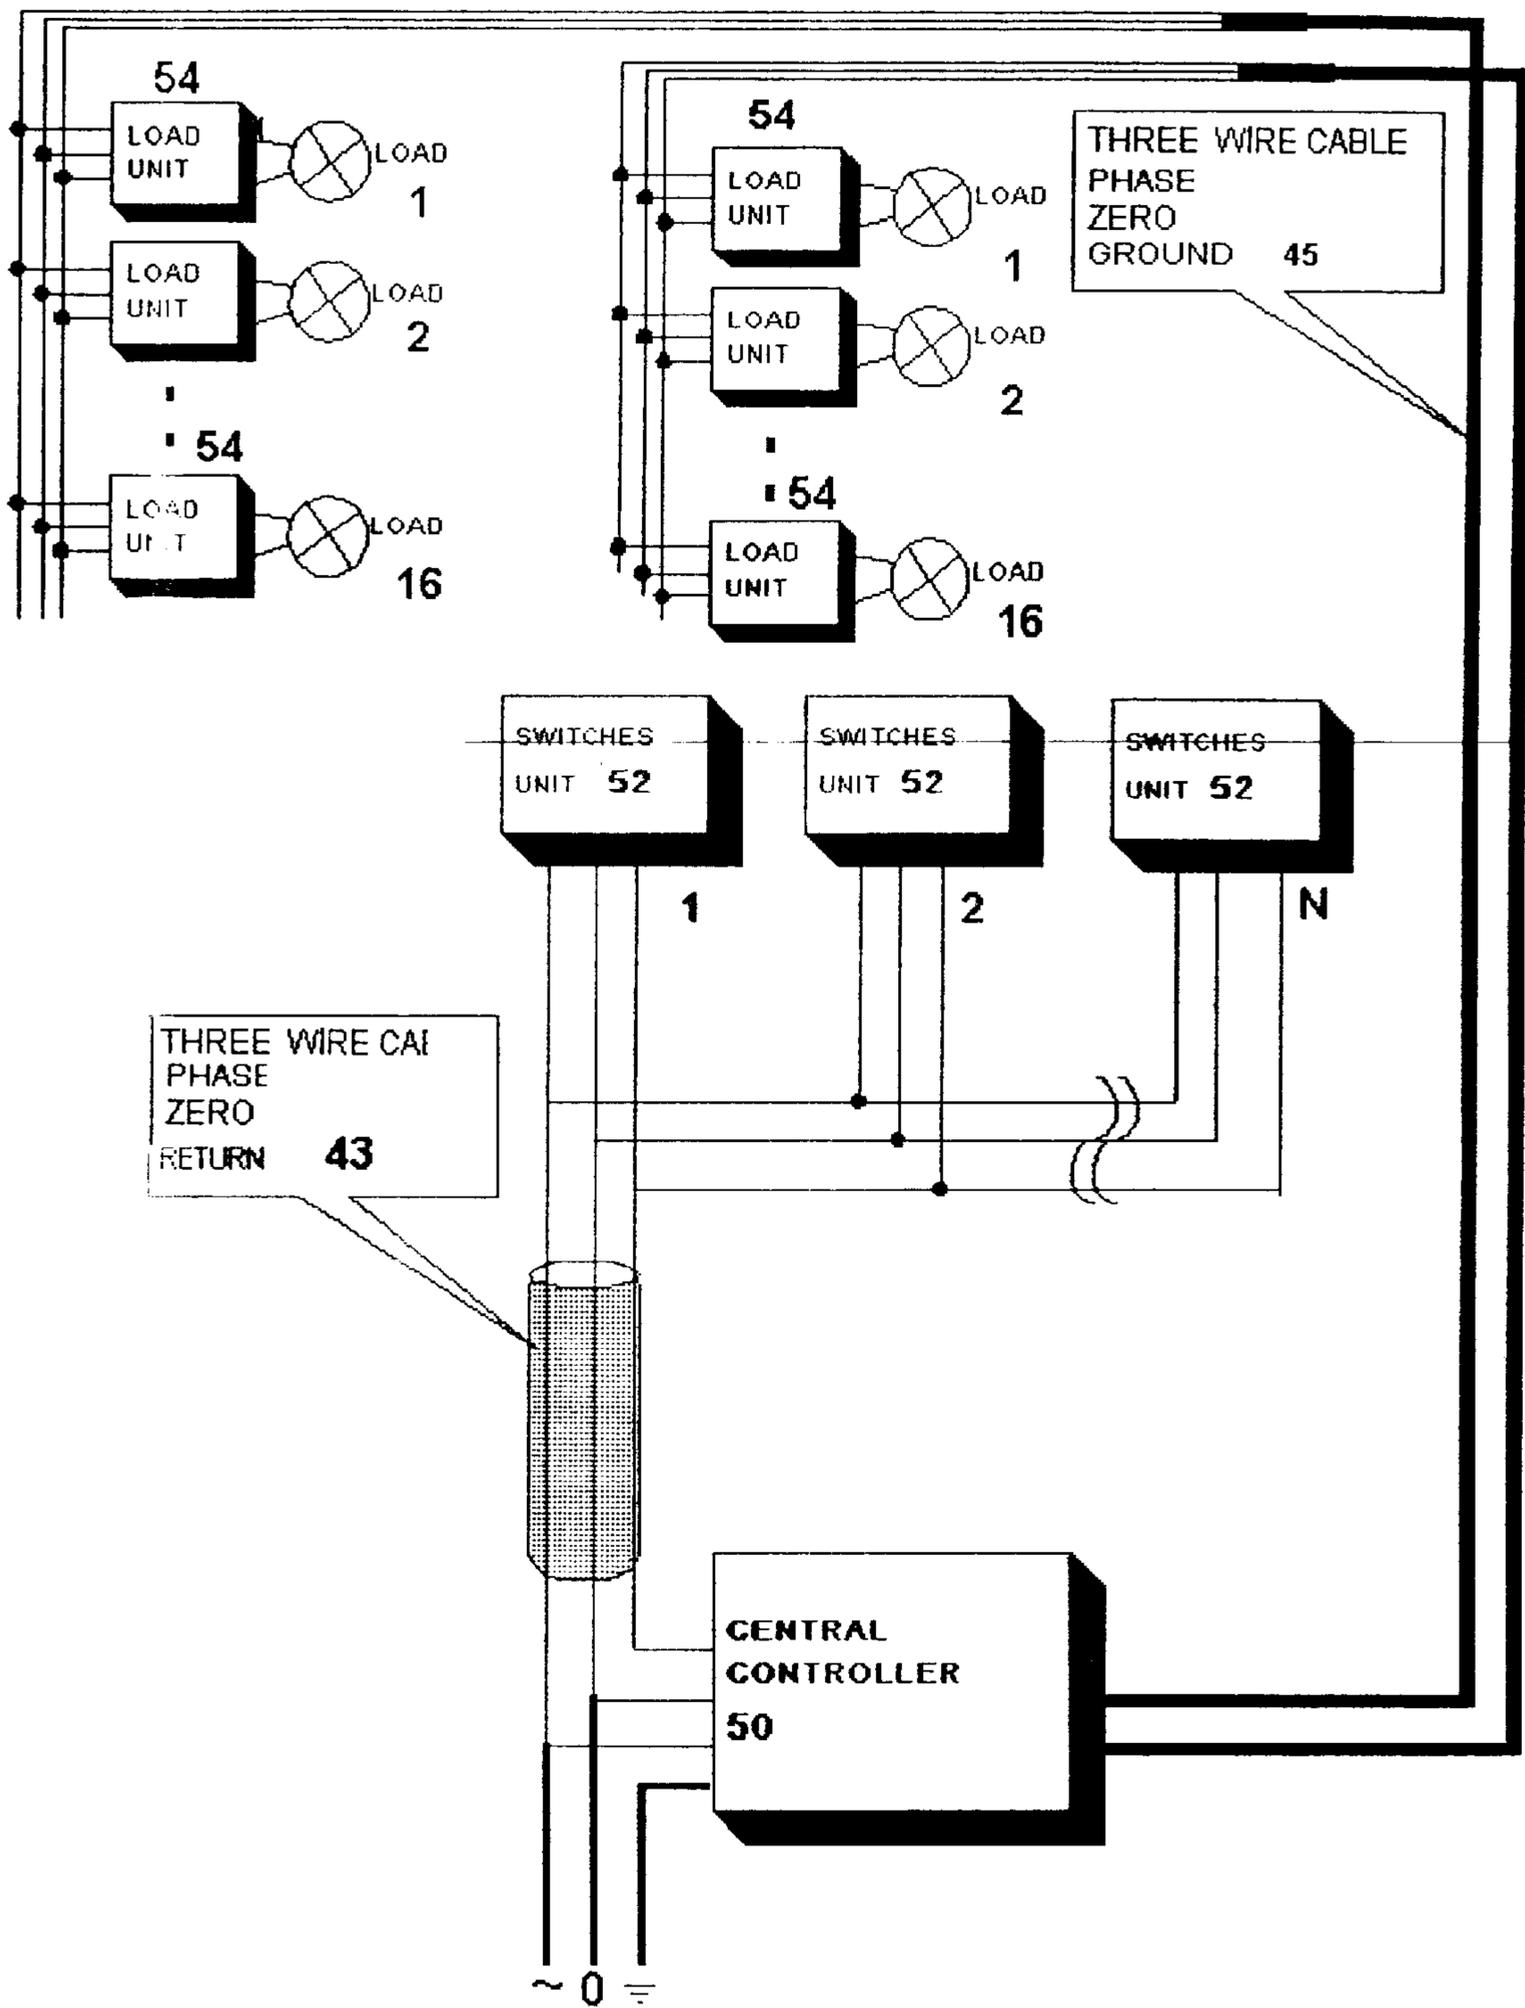 54
LOAD
UNIT
LOAD
1
LOAD
UNIT
LOAD
2
54
LOAD
UNIT
LOAD
16
54
LOAD
UNIT
LOAD
1
LOAD
UNIT
LOAD
2
54
LOAD
UNIT
LOAD
16
THREE WIRE CABLE
PHASE
ZERO
GROUND 45
SWITCHES
UNIT 52
1
SWITCHES
UNIT 52
2
SWITCHES
UNIT 52
N
THREE WIRE CAI
PHASE
ZERO
RETURN 43
CENTRAL
CONTROLLER
50
~ 0